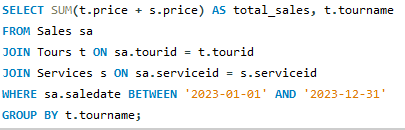 SELECT SUM(t.price + s.price) AS total_sales, t.tourname
FROM Sales sa
JOIN Tours t ON sa.tourid = t.tourid
JOIN Services s ON sa.serviceid = s.serviceid
WHERE sa.saledate BETWEEN '2023-01-01' AND '2023-12-31'
GROUP BY t.tourname;